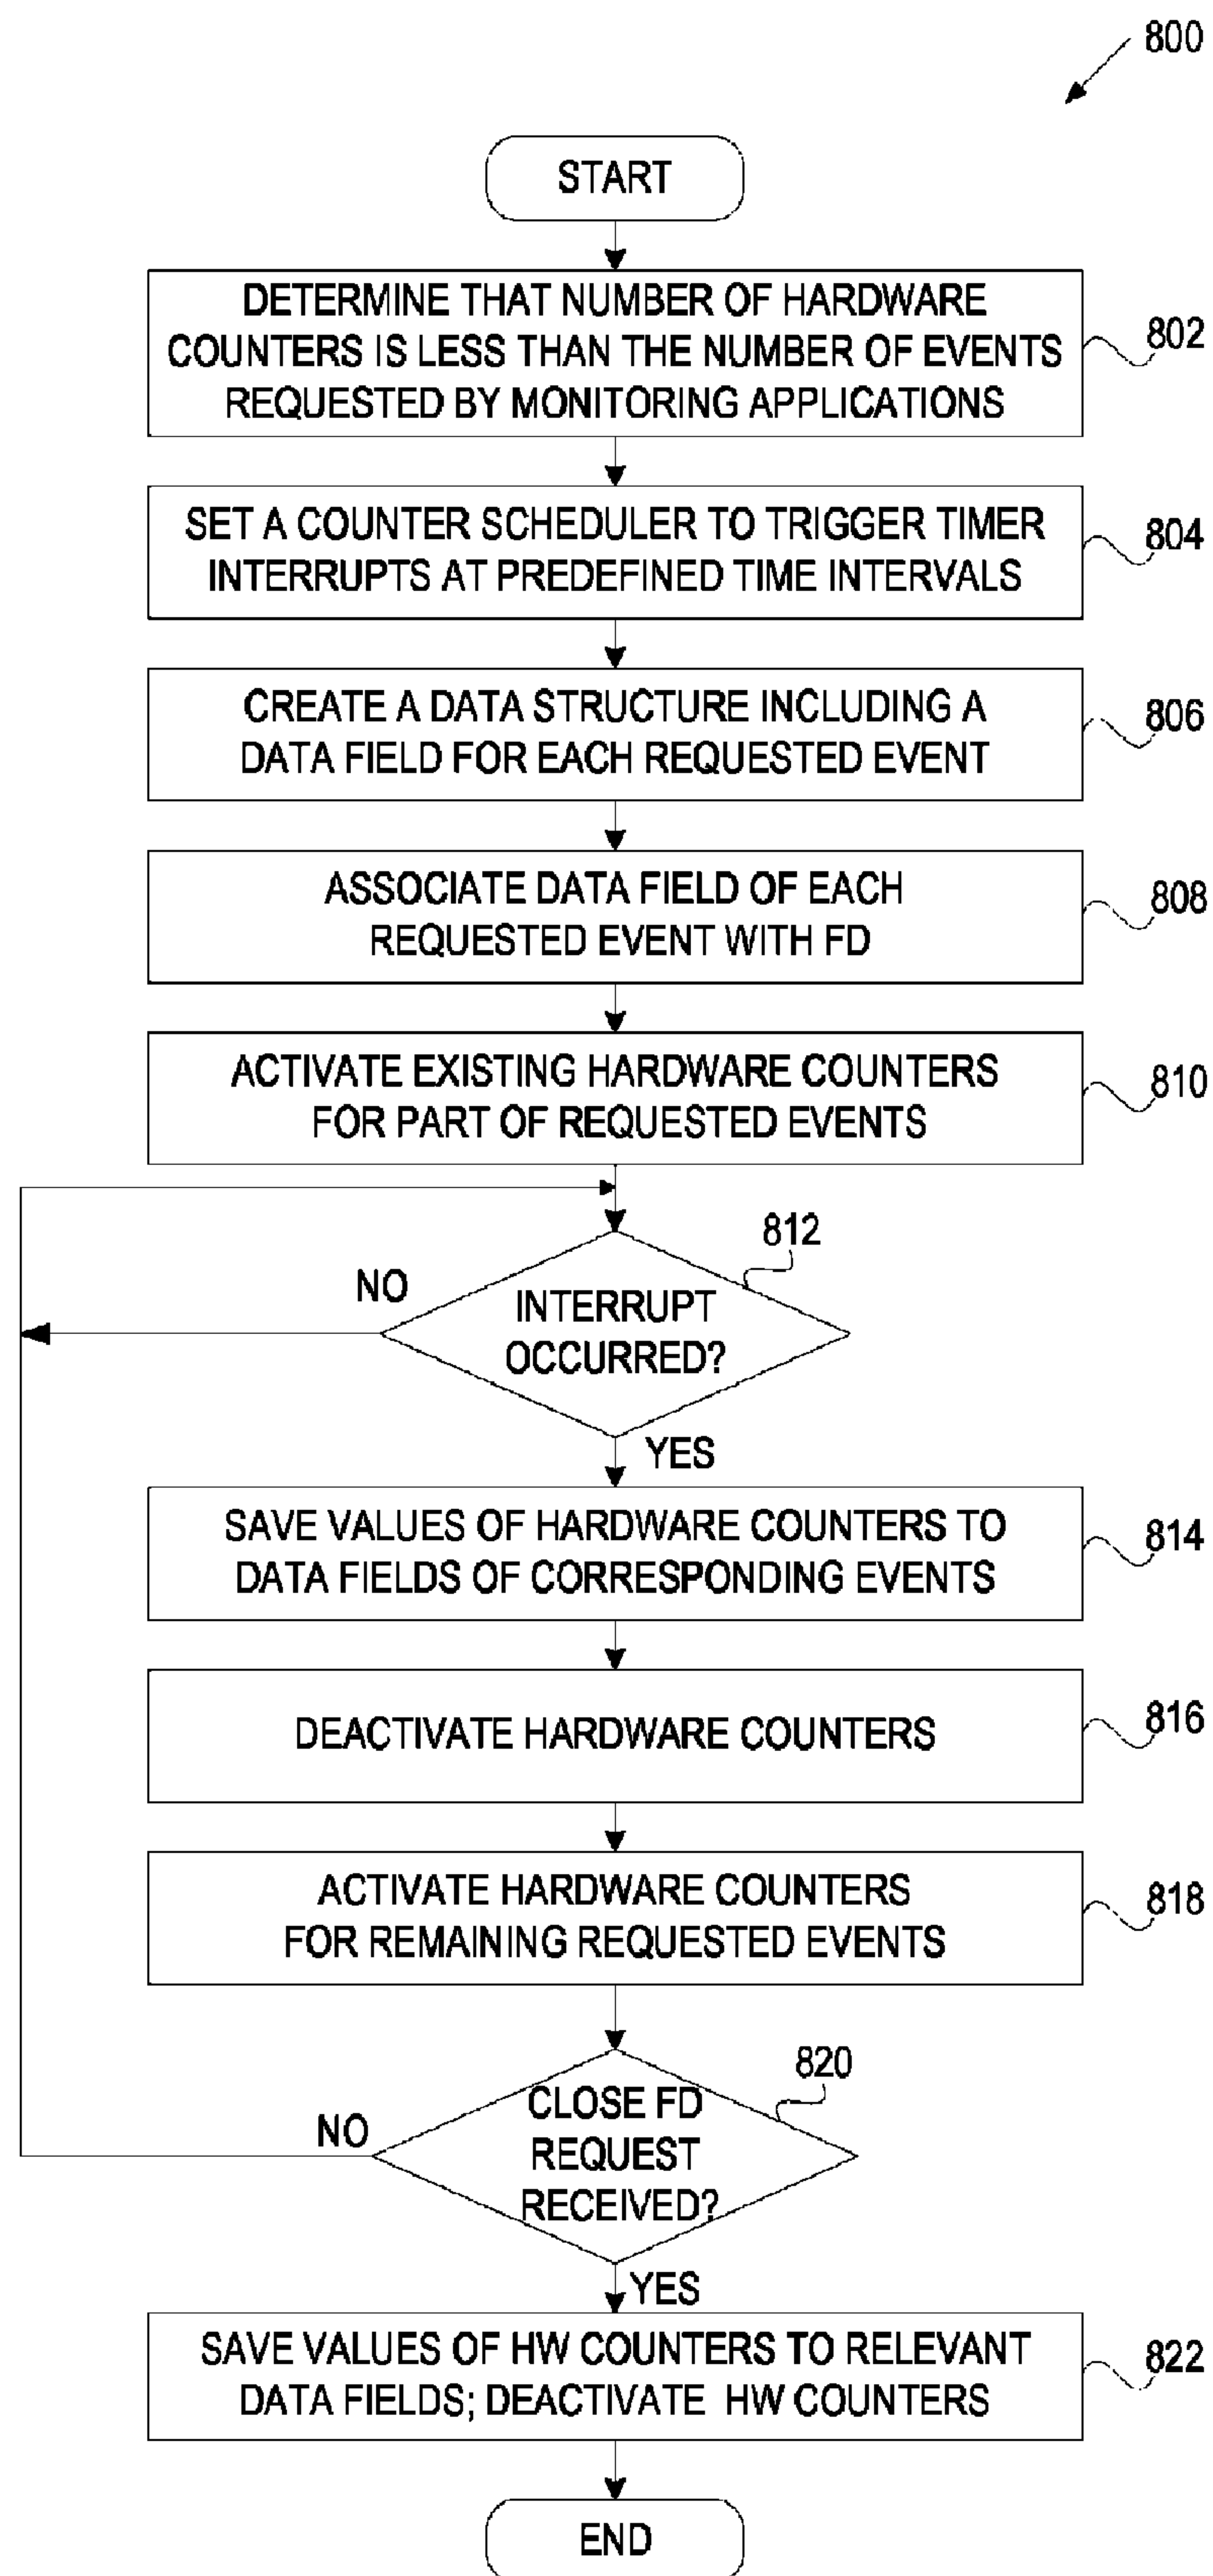 800
START
DETERMINE THAT NUMBER OF HARDWARE
COUNTERS IS LESS THAN THE NUMBER OF EVENTS
REQUESTED BY MONITORING APPLICATIONS
802
SET A COUNTER SCHEDULER TO TRIGGER TIMER
INTERRUPTS AT PREDEFINED TIME INTERVALS
804
CREATE A DATA STRUCTURE INCLUDING A
DATA FIELD FOR EACH REQUESTED EVENT
806
ASSOCIATE DATA FIELD OF EACH
REQUESTED EVENT WITH FD
808
ACTIVATE EXISTING HARDWARE COUNTERS
FOR PART OF REQUESTED EVENTS
810
812
NO
INTERRUPT
OCCURRED?
YES
SAVE VALUES OF HARDWARE COUNTERS TO
DATA FIELDS OF CORRESPONDING EVENTS
814
DEACTIVATE HARDWARE COUNTERS
816
ACTIVATE HARDWARE COUNTERS
FOR REMAINING REQUESTED EVENTS
818
820
NO
CLOSE FD
REQUEST
RECEIVED?
YES
SAVE VALUES OF HW COUNTERS TO RELEVANT
DATA FIELDS; DEACTIVATE HW COUNTERS
822
END